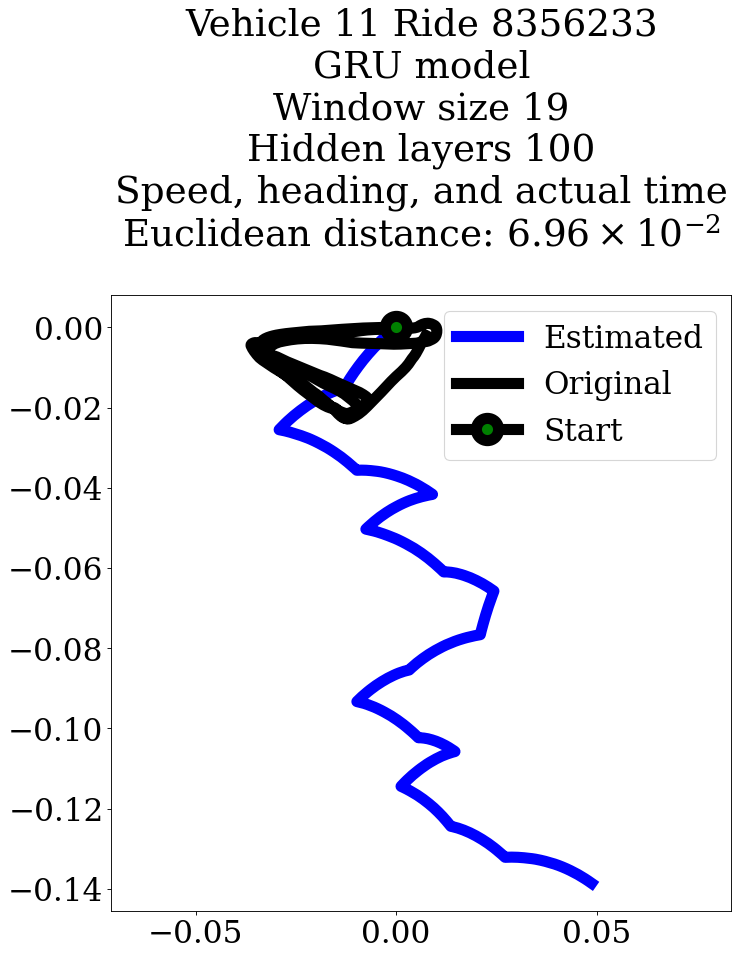 Vehicle 11 Ride 8356233
GRU model
Window size 19
Hidden layers 100
Speed, heading, and actual time
Euclidean distance: 6.96 × 10⁻²
Estimated
Original
Start
0.00
−0.02
−0.04
−0.06
−0.08
−0.10
−0.12
−0.14
−0.05 0.00 0.05